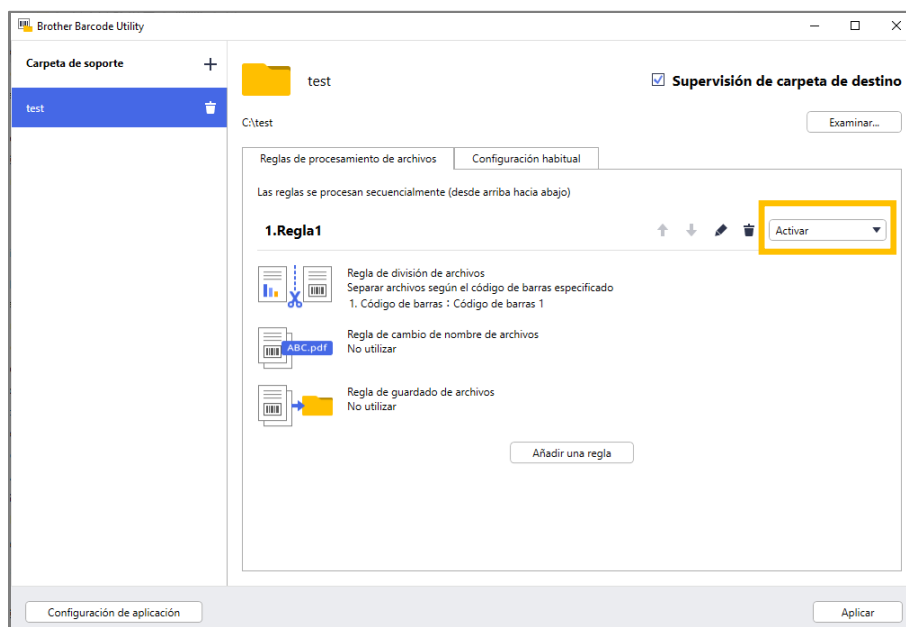 Brother Barcode Utility
Carpeta de soporte
test
test
Supervisión de carpeta de destino
C:\test
Examinar...
Reglas de procesamiento de archivos
Configuración habitual
Las reglas se procesan secuencialmente (desde arriba hacia abajo)
1.Regla1
Activar
Regla de división de archivos
Separar archivos según el código de barras especificado
1. Código de barras : Código de barras 1
Regla de cambio de nombre de archivos
ABC.pdf
No utilizar
Regla de guardado de archivos
No utilizar
Añadir una regla
Configuración de aplicación
Aplicar